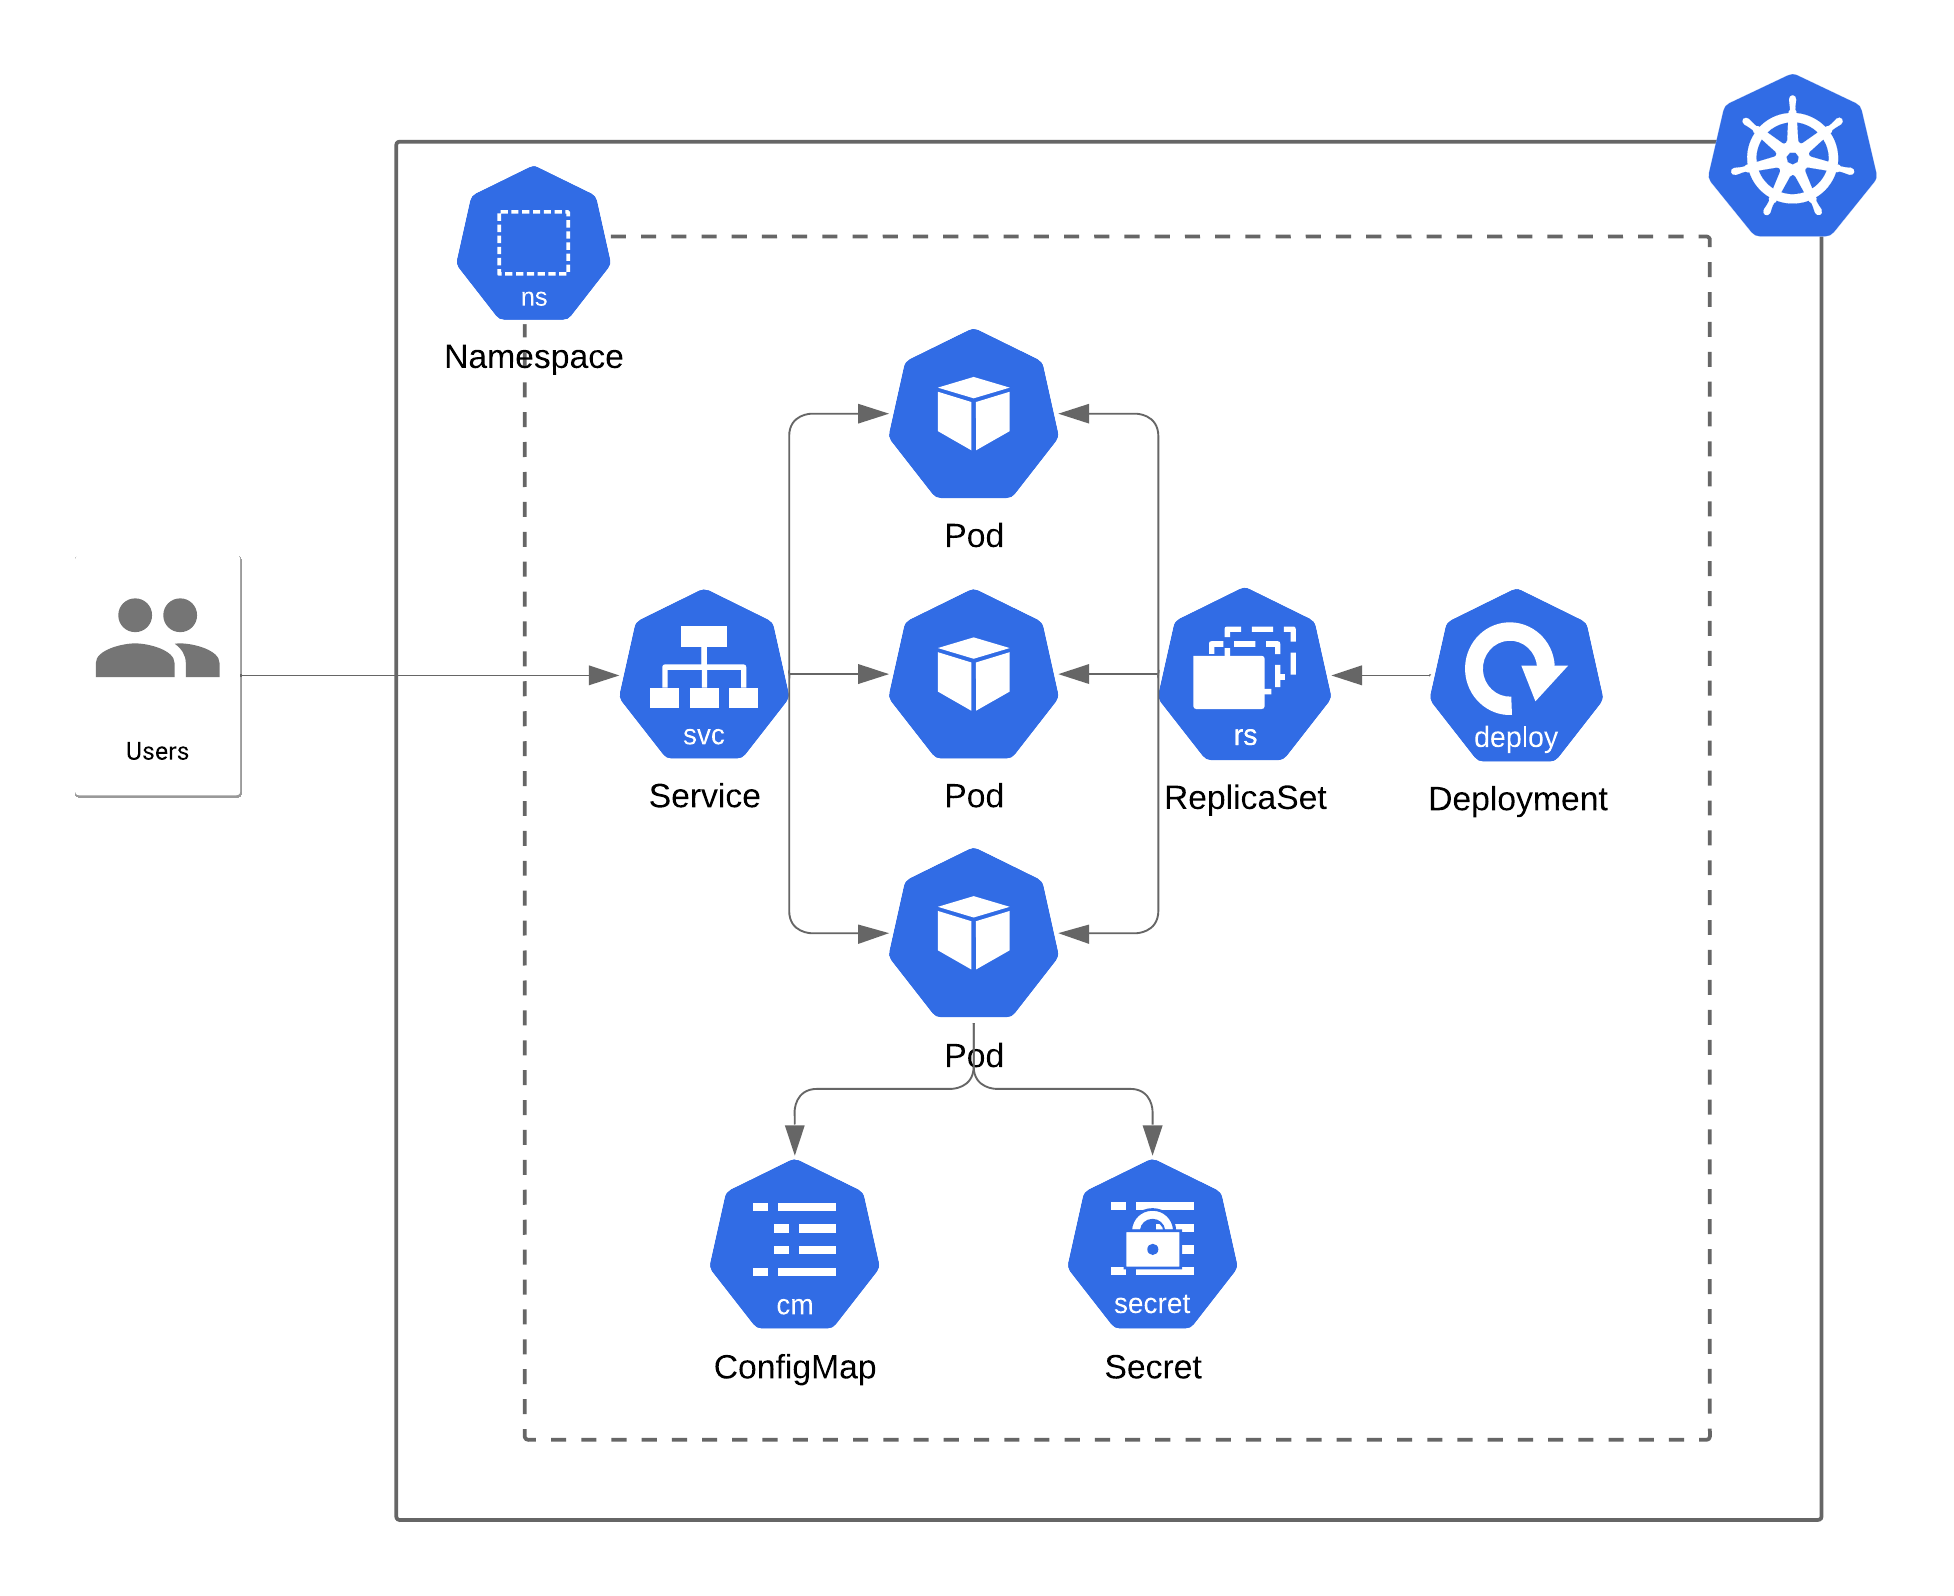 ns
Namespace
Pod
Users
svc
Service
Pod
rs
ReplicaSet
deploy
Deployment
Pod
cm
ConfigMap
secret
Secret